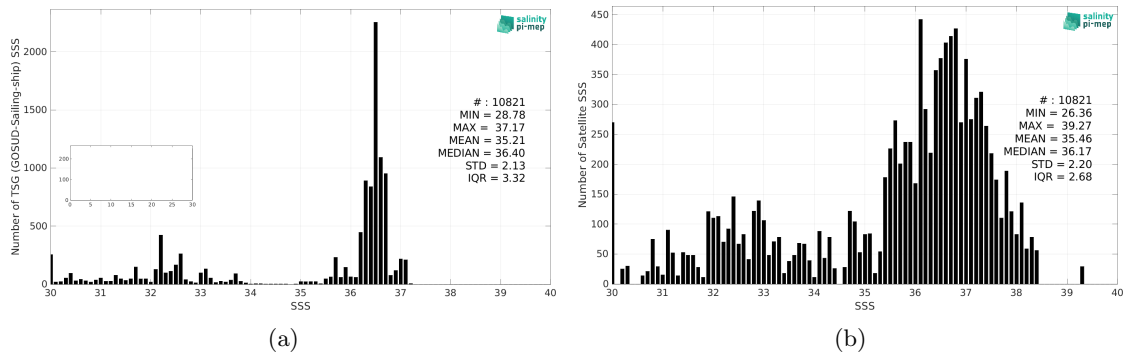 salinity
pi-mep
Number of TSG (GOSUD-Sailing-ship) SSS
2000
1500
1000
500
0
# : 10821
MIN = 28.78
MAX = 37.17
MEAN = 35.21
MEDIAN = 36.40
STD = 2.13
IQR = 3.32
200
100
0
0 5 10 15 20 25 30
30 31 32 33 34 35 36 37 38 39 40
SSS
(a)
salinity
pi-mep
Number of Satellite SSS
450
400
350
300
250
200
150
100
50
0
# : 10821
MIN = 26.36
MAX = 39.27
MEAN = 35.46
MEDIAN = 36.17
STD = 2.20
IQR = 2.68
30 31 32 33 34 35 36 37 38 39 40
SSS
(b)